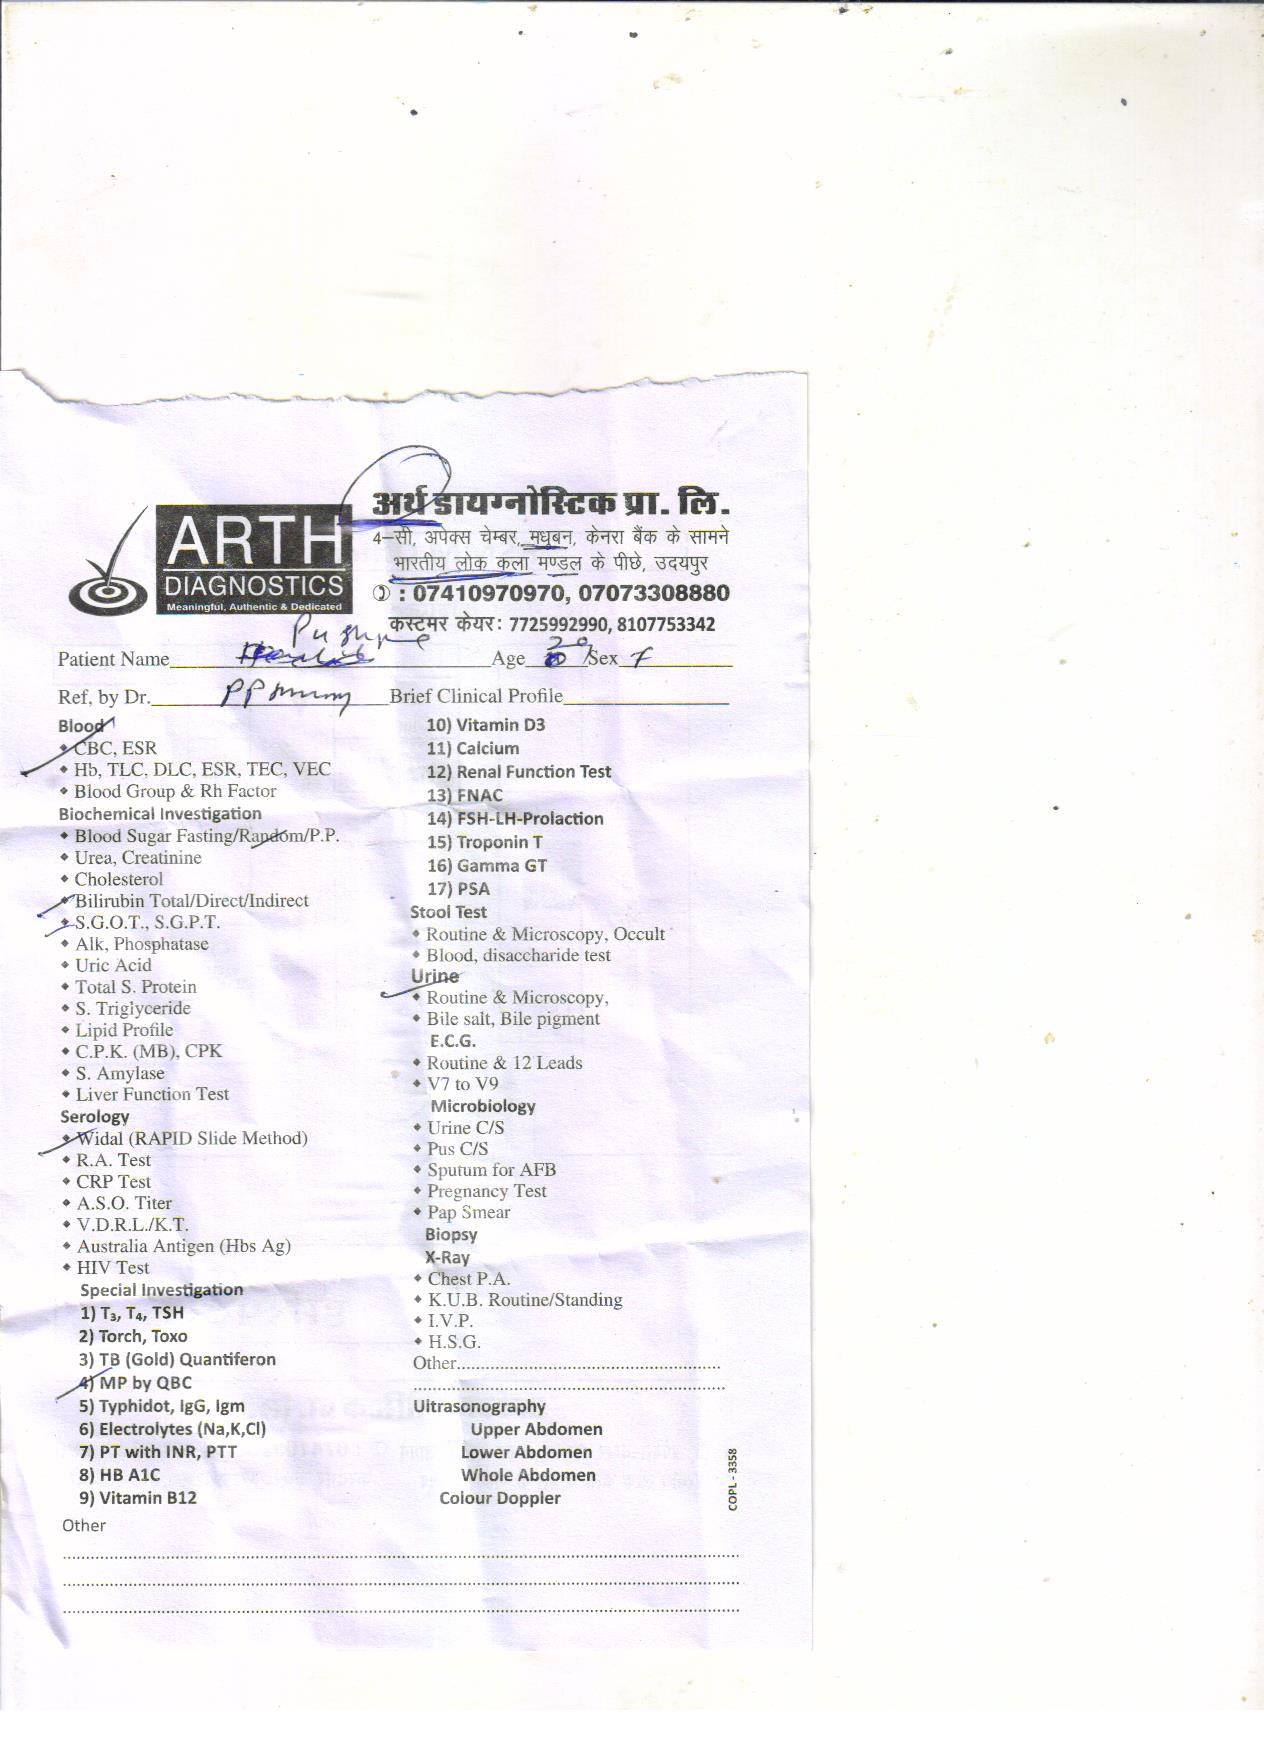 अर्थ डायग्नोस्टिक प्रा. लि.
ARTH
DIAGNOSTICS
Meaningful, Authentic & Dedicated
4-सी, अपेक्स चेम्बर, मधुबन, केनरा बैंक के सामने
भारतीय लोक कला मण्डल के पीछे, उदयपुर
: 07410970970, 07073308880
कस्टमर केयर: 7725992990, 8107753342
Patient Name Age 20 /Sex F
Ref, by Dr. Brief Clinical Profile
Blood
CBC, ESR
Hb, TLC, DLC, ESR, TEC, VEC
Blood Group & Rh Factor
Biochemical Investigation
Blood Sugar Fasting/Random/P.P.
Urea, Creatinine
Cholesterol
Bilirubin Total/Direct/Indirect
S.G.O.T., S.G.P.T.
Alk, Phosphatase
Uric Acid
Total S. Protein
S. Triglyceride
Lipid Profile
C.P.K. (MB), CPK
S. Amylase
Liver Function Test
Serology
Widal (RAPID Slide Method)
R.A. Test
CRP Test
A.S.O. Titer
V.D.R.L./K.T.
Australia Antigen (Hbs Ag)
HIV Test
Special Investigation
1) T₃, T₄, TSH
2) Torch, Toxo
3) TB (Gold) Quantiferon
4) MP by QBC
5) Typhidot, IgG, Igm
6) Electrolytes (Na,K,Cl)
7) PT with INR, PTT
8) HB A1C
9) Vitamin B12
10) Vitamin D3
11) Calcium
12) Renal Function Test
13) FNAC
14) FSH-LH-Prolaction
15) Troponin T
16) Gamma GT
17) PSA
Stool Test
Routine & Microscopy, Occult
Blood, disaccharide test
Urine
Routine & Microscopy,
Bile salt, Bile pigment
E.C.G.
Routine & 12 Leads
V7 to V9
Microbiology
Urine C/S
Pus C/S
Sputum for AFB
Pregnancy Test
Pap Smear
Biopsy
X-Ray
Chest P.A.
K.U.B. Routine/Standing
I.V.P.
H.S.G.
Other
Ultrasonography
Upper Abdomen
Lower Abdomen
Whole Abdomen
Colour Doppler
COPL - 3358
Other